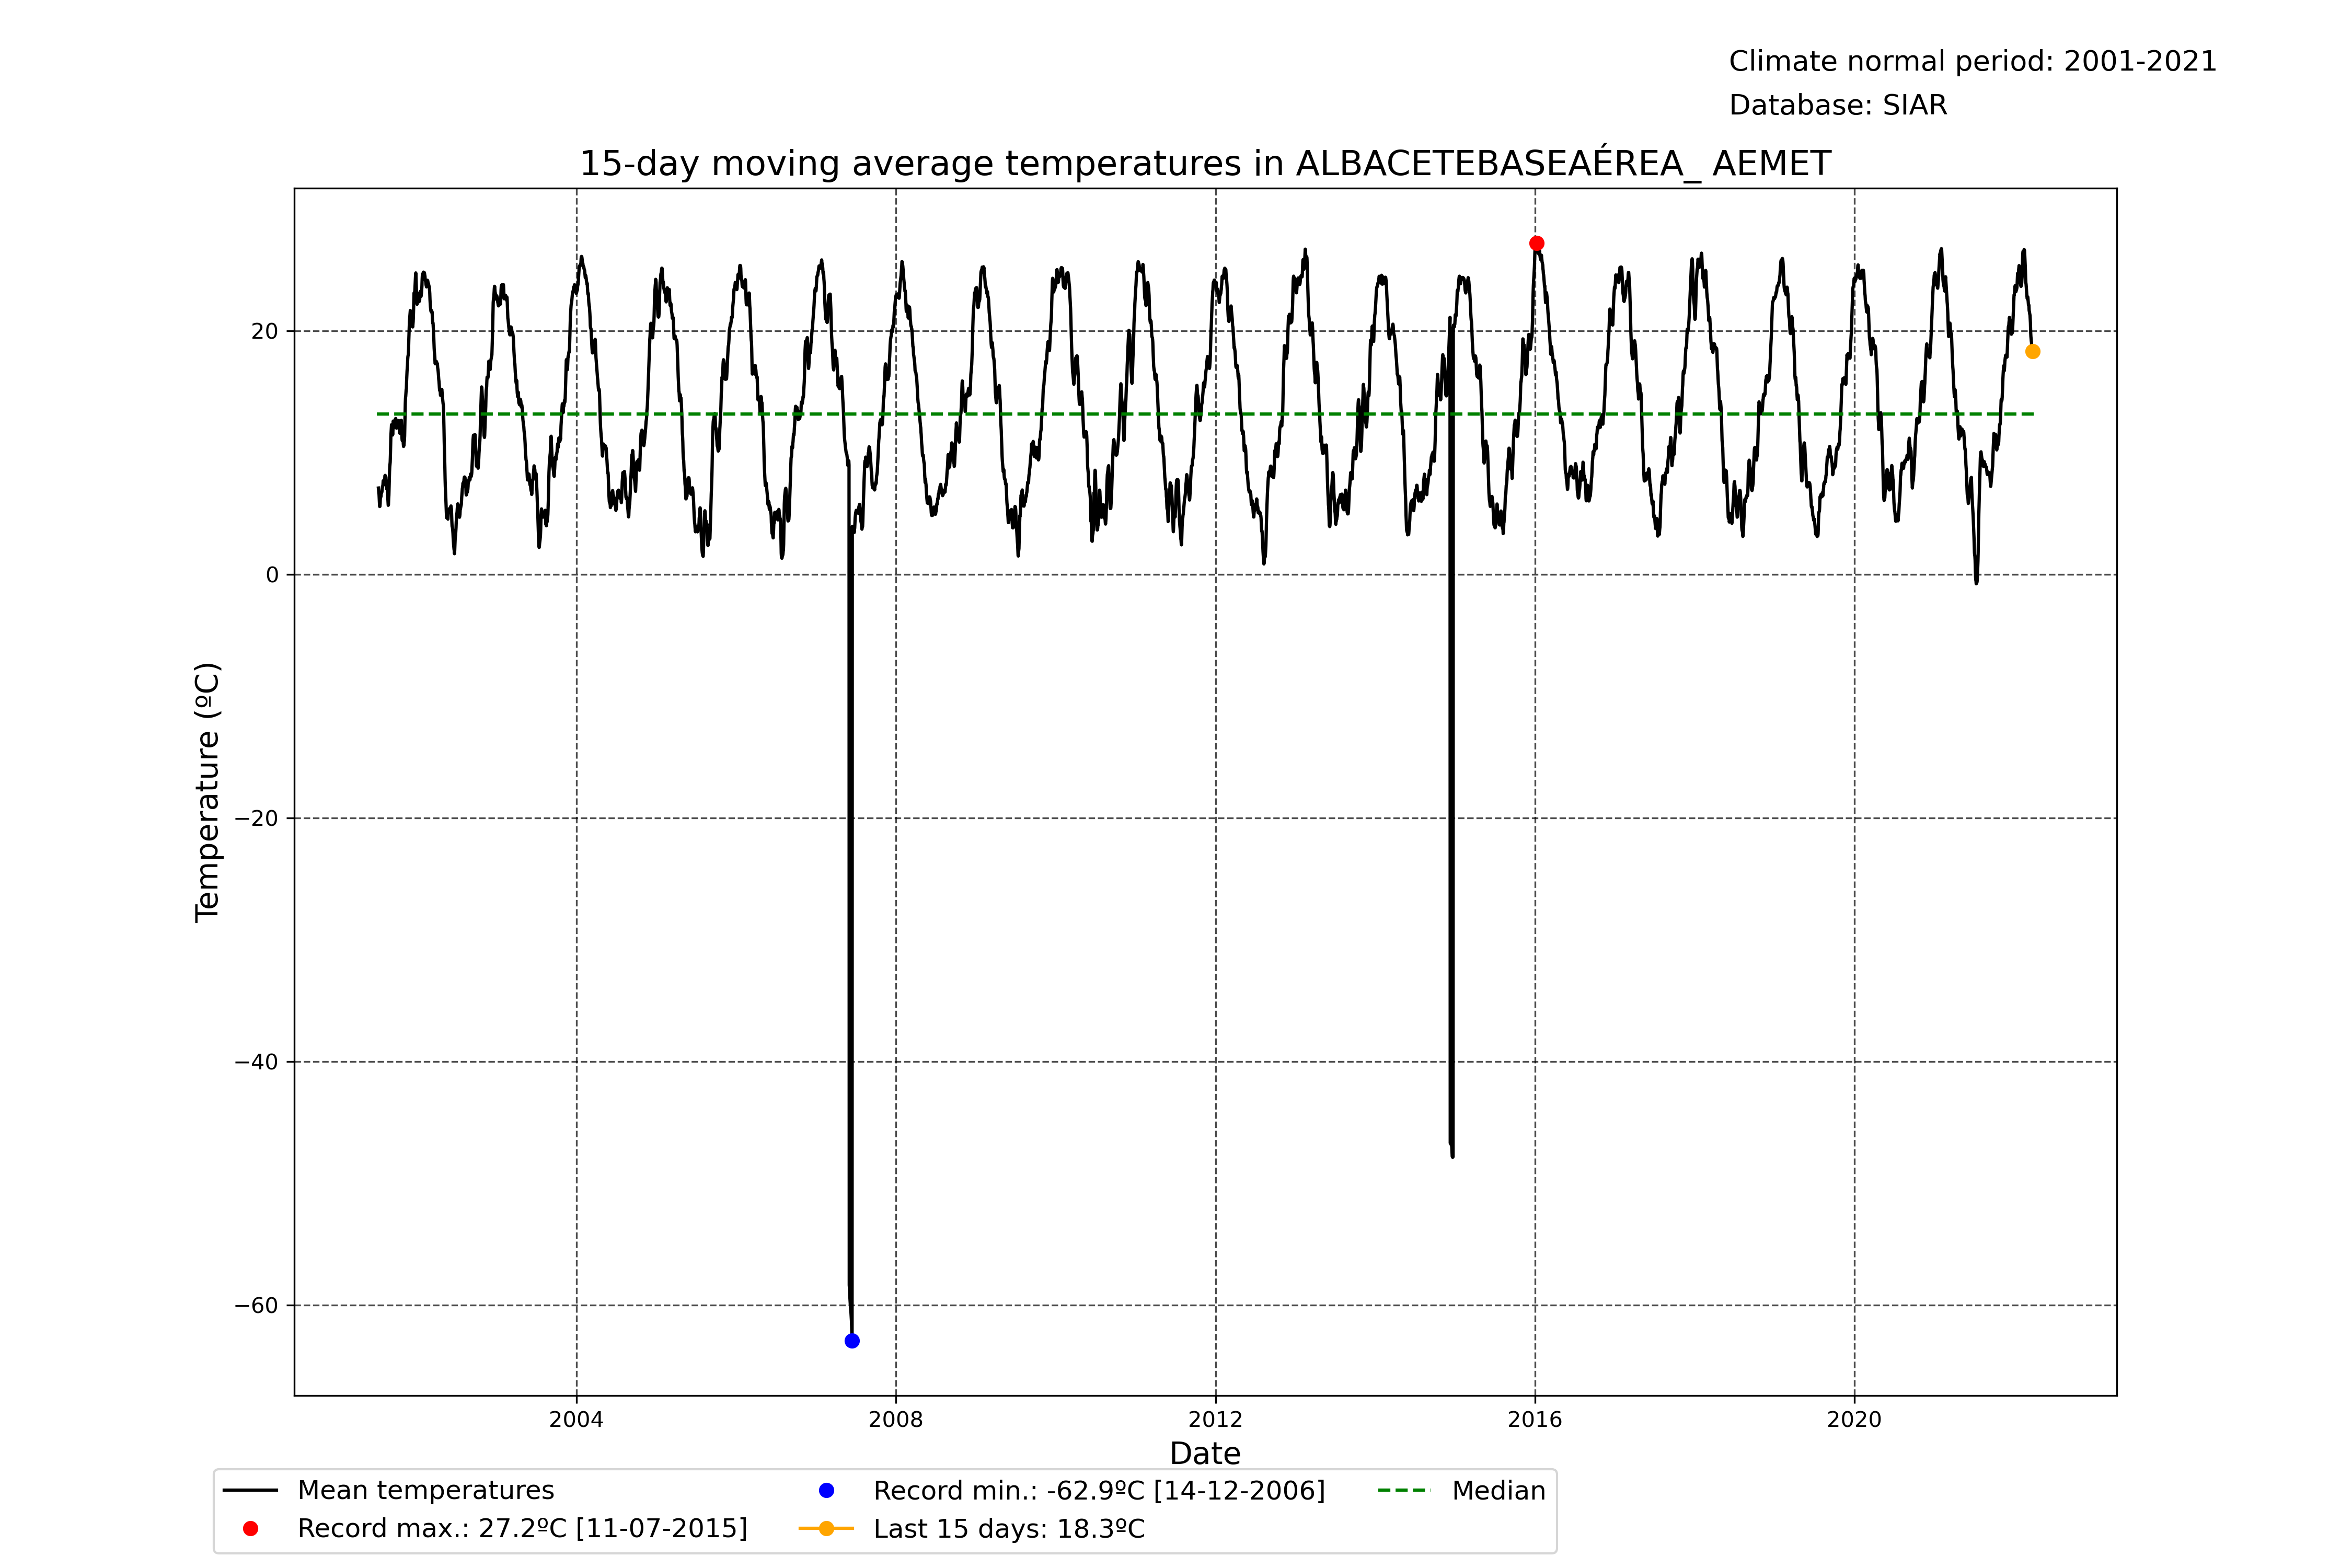 Climate normal period: 2001-2021
Database: SIAR
15-day moving average temperatures in ALBACETEBASEAÉREA_ AEMET
20
0
−20
−40
−60
Temperature (ºC)
2004 2008 2012 2016 2020
Date
Mean temperatures
Record max.: 27.2ºC [11-07-2015]
Record min.: -62.9ºC [14-12-2006]
Last 15 days: 18.3ºC
Median